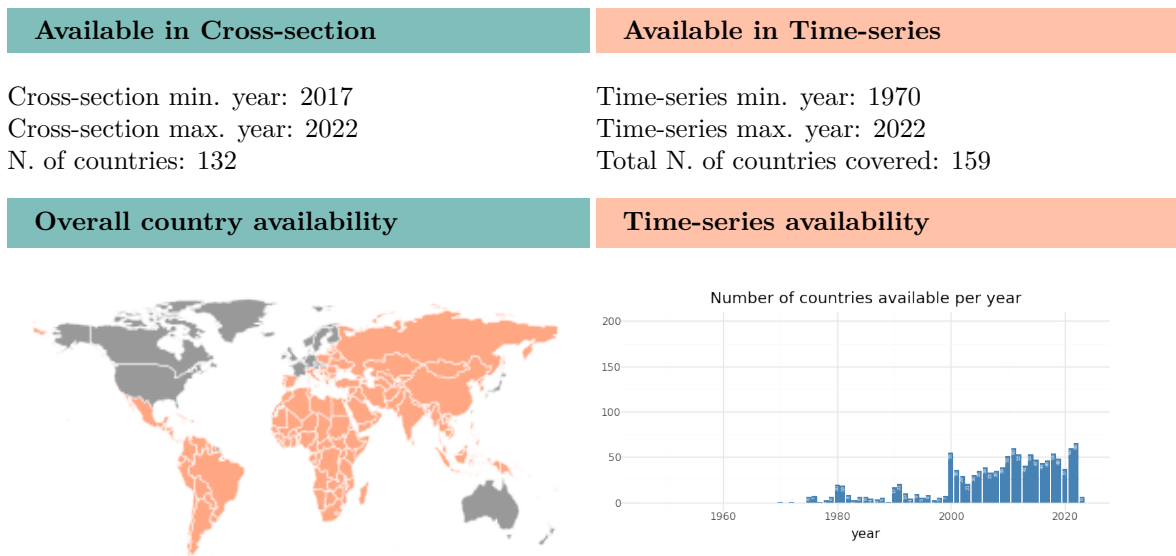 Available in Cross-section
Available in Time-series
Cross-section min. year: 2017
Cross-section max. year: 2022
N. of countries: 132
Time-series min. year: 1970
Time-series max. year: 2022
Total N. of countries covered: 159
Overall country availability
Time-series availability
Number of countries available per year
200
150
100
50
0
1960
1980
2000
2020
year